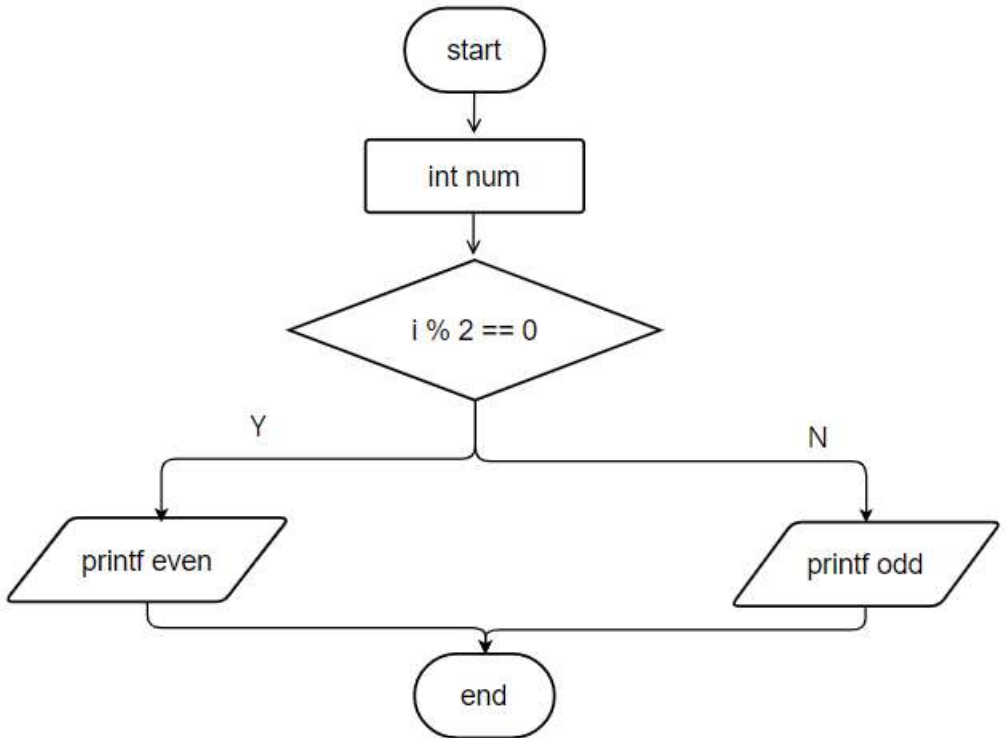 start
int num
i % 2 == 0
Y
N
printf even
printf odd
end